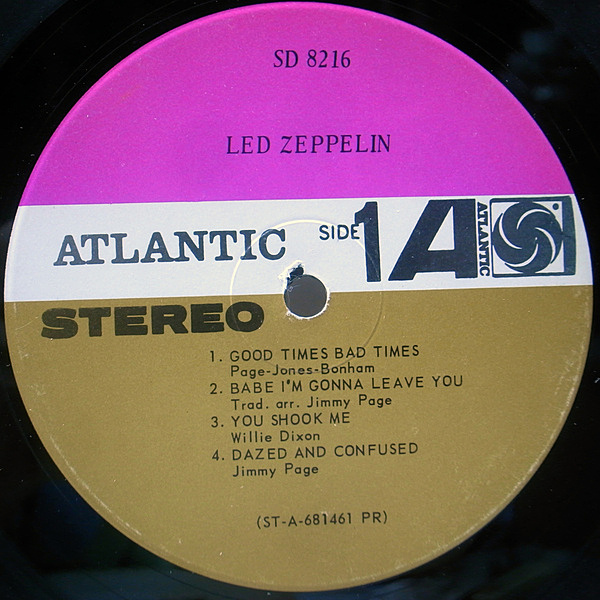 SD 8216
LED ZEPPELIN
ATLANTIC SIDE 1 A ATLANTIC
STEREO
1. GOOD TIMES BAD TIMES
Page-Jones-Bonham
2. BABE I'M GONNA LEAVE YOU
Trad. arr. Jimmy Page
3. YOU SHOOK ME
Willie Dixon
4. DAZED AND CONFUSED
Jimmy Page
(ST-A-681461 PR)